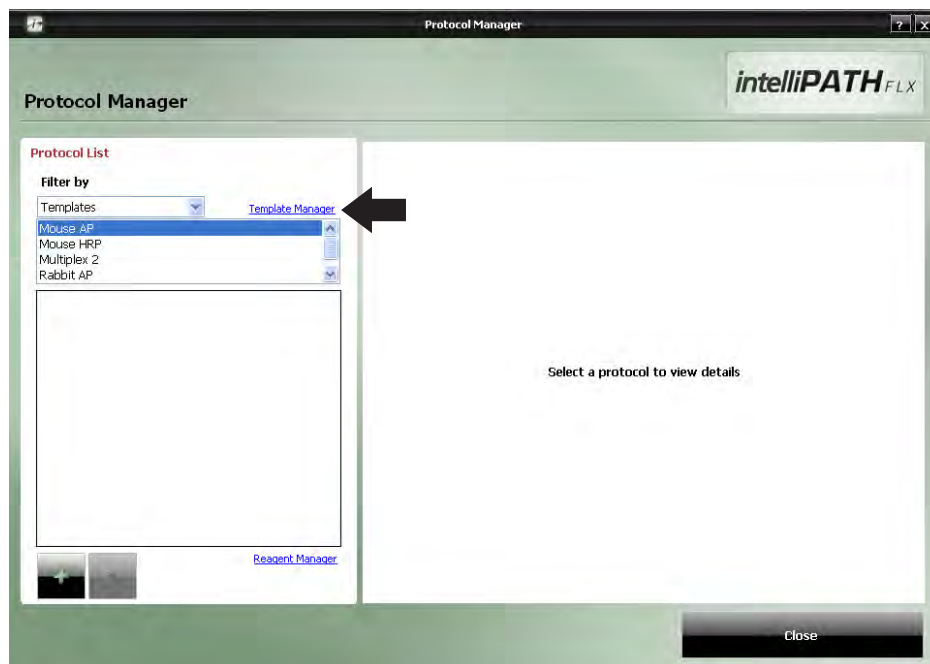 Protocol Manager
? X
intelliPATH FLX
Protocol Manager
Protocol List
Filter by
Templates
Template Manager
Mouse AP
Mouse HRP
Multiplex 2
Rabbit AP
Select a protocol to view details
+ -
Reagent Manager
Close